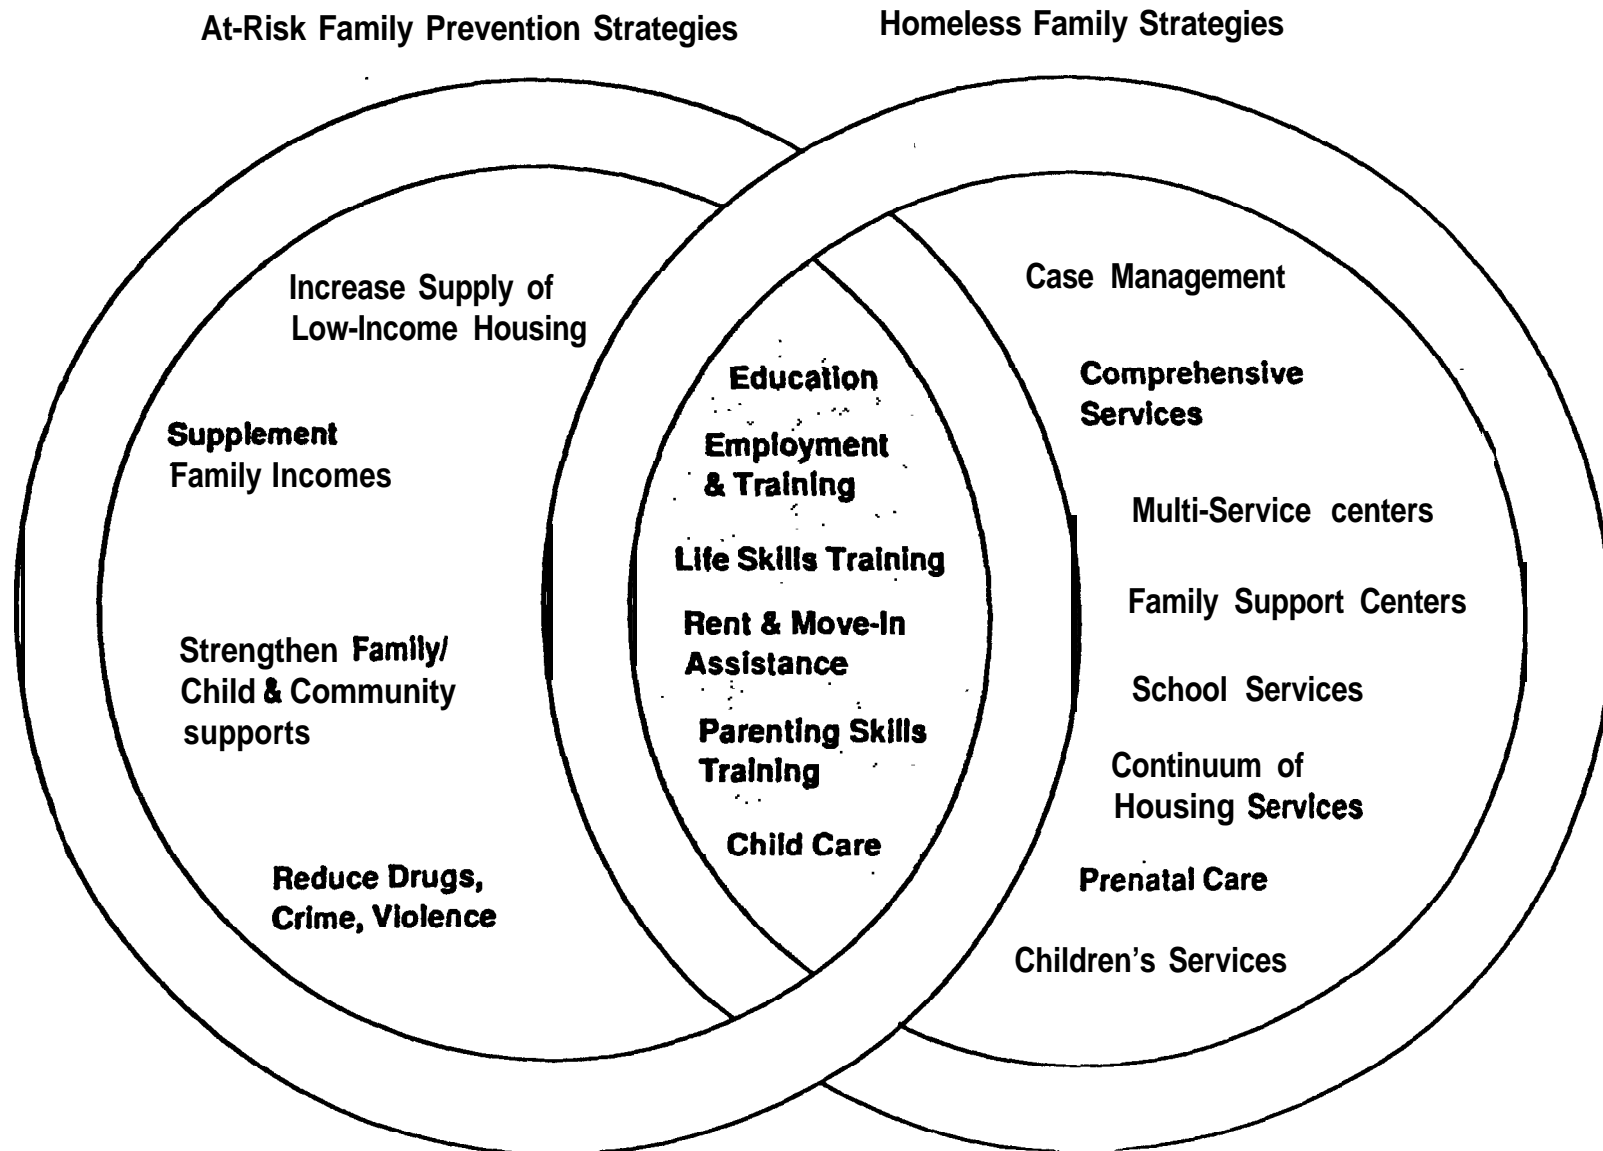 At-Risk Family Prevention Strategies
Homeless Family Strategies
Increase Supply of
Low-Income Housing
Supplement
Family Incomes
Strengthen Family/
Child & Community
supports
Reduce Drugs,
Crime, Violence
Education
Employment
& Training
Life Skills Training
Rent & Move-In
Assistance
Parenting Skills
Training
Child Care
Case Management
Comprehensive
Services
Multi-Service centers
Family Support Centers
School Services
Continuum of
Housing Services
Prenatal Care
Children's Services